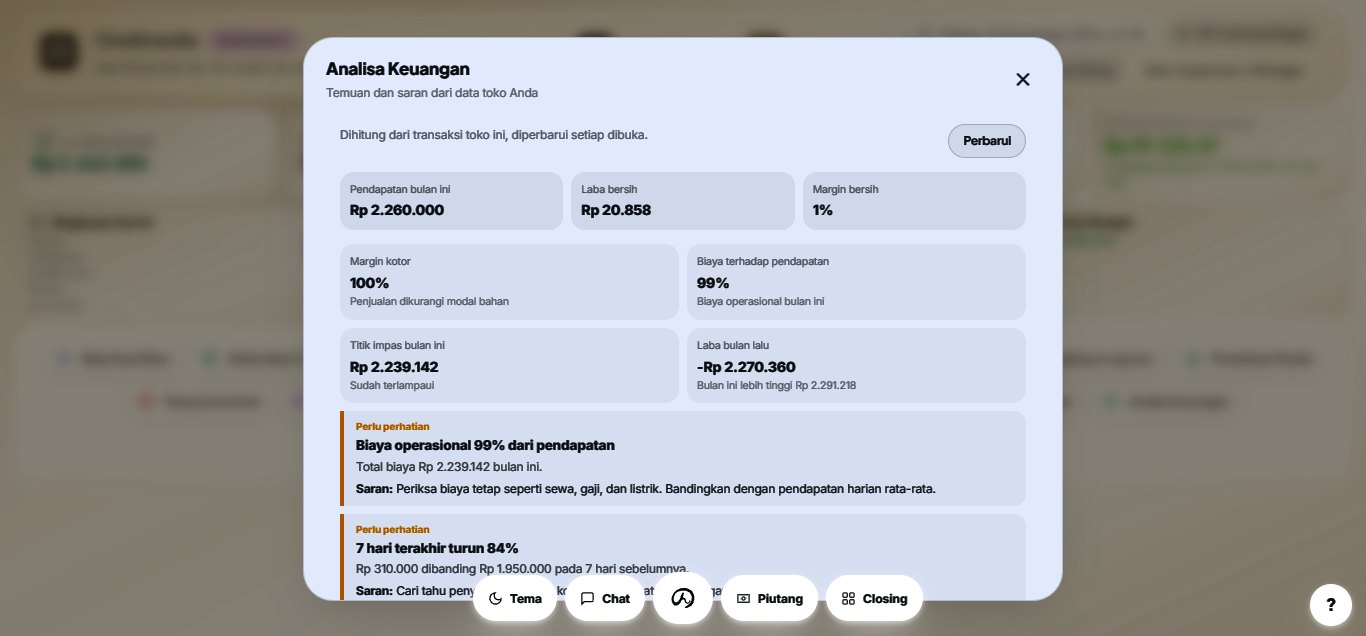 Analisa Keuangan
Temuan dan saran dari data toko Anda
Dihitung dari transaksi toko ini, diperbarui setiap dibuka.
Perbarui
Pendapatan bulan ini
Rp 2.260.000
Laba bersih
Rp 20.858
Margin bersih
1%
Margin kotor
100%
Penjualan dikurangi modal bahan
Biaya terhadap pendapatan
99%
Biaya operasional bulan ini
Titik impas bulan ini
Rp 2.239.142
Sudah terlampaui
Laba bulan lalu
-Rp 2.270.360
Bulan ini lebih tinggi Rp 2.291.218
Perlu perhatian
Biaya operasional 99% dari pendapatan
Total biaya Rp 2.239.142 bulan ini.
Saran: Periksa biaya tetap seperti sewa, gaji, dan listrik. Bandingkan dengan pendapatan harian rata-rata.
Perlu perhatian
7 hari terakhir turun 84%
Rp 310.000 dibanding Rp 1.950.000 pada 7 hari sebelumnya.
Saran: Cari tahu
Tema
Chat
Piutang
Closing
?